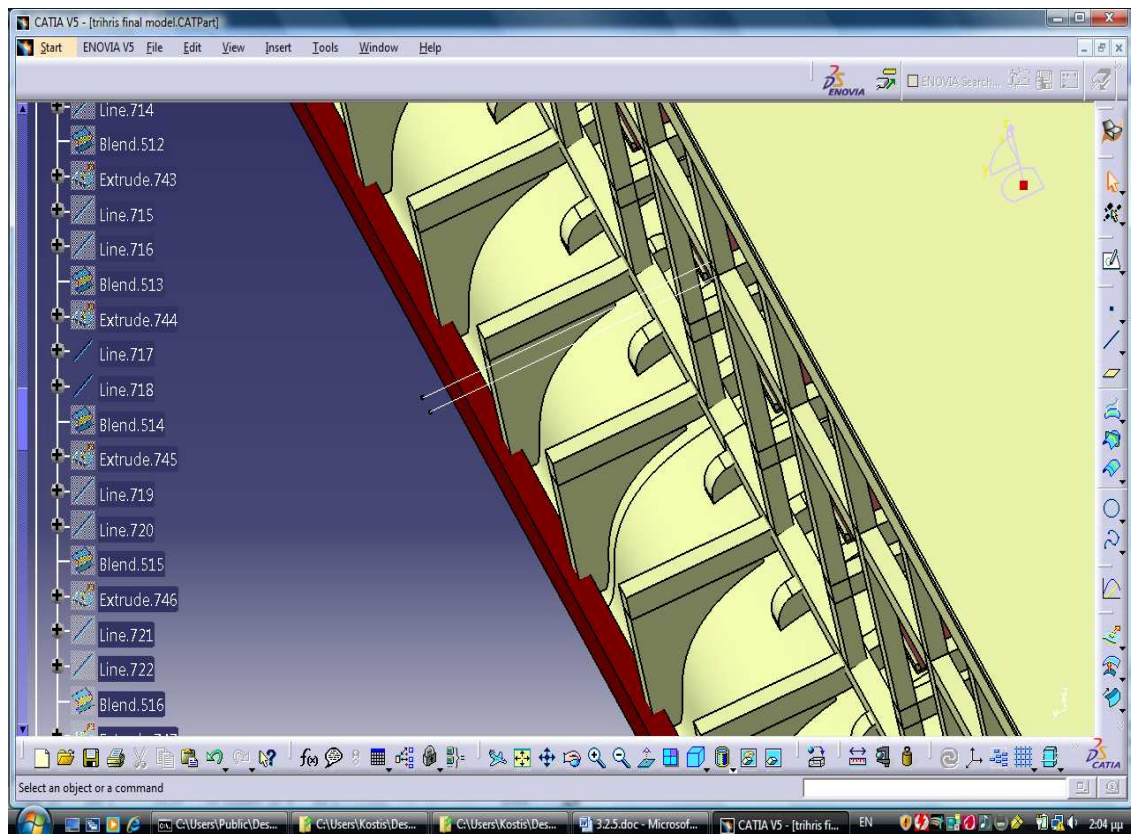 CATIA V5 - [trihris final model.CATPart]
Start ENOVIA V5 File Edit View Insert Tools Window Help
ENOVIA
ENOVIA Search...
Line.714
Blend.512
Extrude.743
Line.715
Line.716
Blend.513
Extrude.744
Line.717
Line.718
Blend.514
Extrude.745
Line.719
Line.720
Blend.515
Extrude.746
Line.721
Line.722
Blend.516
f(x)
CATIA
Select an object or a command
C:\Users\Public\Des... C:\Users\Kostis\Des... C:\Users\Kostis\Des... 3.2.5.doc - Microsof... CATIA V5 - [trihris fi... EN 2:04 μμ